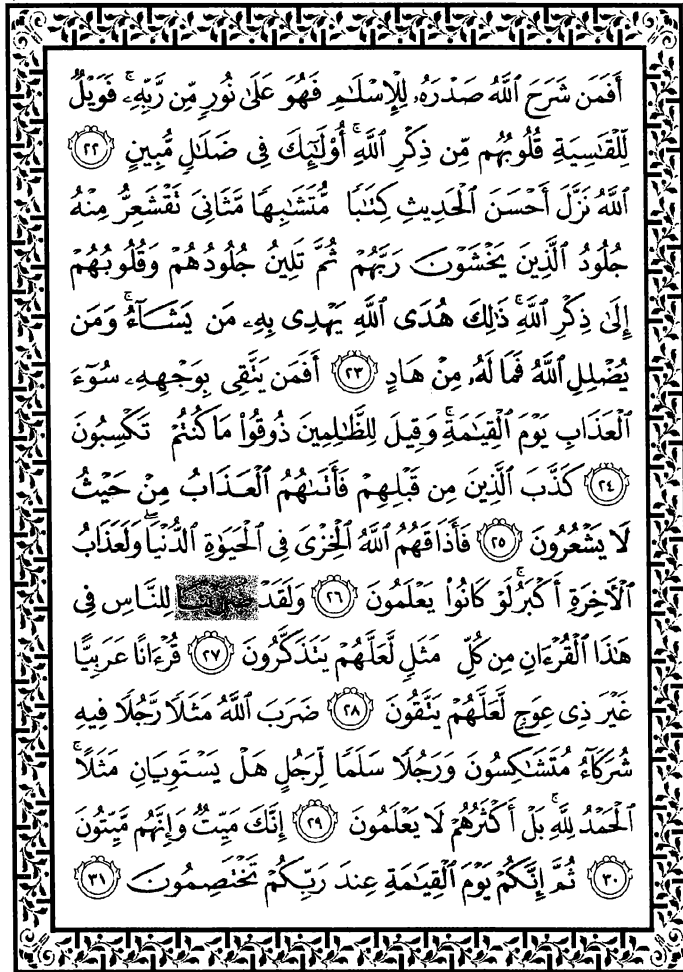 أَفَمَن شَرَحَ ٱللَّهُ صَدْرَهُۥ لِلْإِسْلَٰمِ فَهُوَ عَلَىٰ نُورٍ مِّن رَّبِّهِۦ ۚ فَوَيْلٌ
لِّلْقَٰسِيَةِ قُلُوبُهُم مِّن ذِكْرِ ٱللَّهِ ۚ أُو۟لَٰٓئِكَ فِى ضَلَٰلٍ مُّبِينٍ ٢٢
ٱللَّهُ نَزَّلَ أَحْسَنَ ٱلْحَدِيثِ كِتَٰبًا مُّتَشَٰبِهًا مَّثَانِىَ تَقْشَعِرُّ مِنْهُ
جُلُودُ ٱلَّذِينَ يَخْشَوْنَ رَبَّهُمْ ثُمَّ تَلِينُ جُلُودُهُمْ وَقُلُوبُهُمْ
إِلَىٰ ذِكْرِ ٱللَّهِ ۚ ذَٰلِكَ هُدَى ٱللَّهِ يَهْدِى بِهِۦ مَن يَشَآءُ ۚ وَمَن
يُضْلِلِ ٱللَّهُ فَمَا لَهُۥ مِنْ هَادٍ ٢٣ أَفَمَن يَتَّقِى بِوَجْهِهِۦ سُوٓءَ
ٱلْعَذَابِ يَوْمَ ٱلْقِيَٰمَةِ ۚ وَقِيلَ لِلظَّٰلِمِينَ ذُوقُوا۟ مَا كُنتُمْ تَكْسِبُونَ
٢٤ كَذَّبَ ٱلَّذِينَ مِن قَبْلِهِمْ فَأَتَىٰهُمُ ٱلْعَذَابُ مِنْ حَيْثُ
لَا يَشْعُرُونَ ٢٥ فَأَذَاقَهُمُ ٱللَّهُ ٱلْخِزْىَ فِى ٱلْحَيَوٰةِ ٱلدُّنْيَا ۖ وَلَعَذَابُ
ٱلْءَاخِرَةِ أَكْبَرُ ۚ لَوْ كَانُوا۟ يَعْلَمُونَ ٢٦ وَلَقَدْ لِلنَّاسِ فِى
هَٰذَا ٱلْقُرْءَانِ مِن كُلِّ مَثَلٍ لَّعَلَّهُمْ يَتَذَكَّرُونَ ٢٧ قُرْءَانًا عَرَبِيًّا
غَيْرَ ذِى عِوَجٍ لَّعَلَّهُمْ يَتَّقُونَ ٢٨ ضَرَبَ ٱللَّهُ مَثَلًا رَّجُلًا فِيهِ
شُرَكَآءُ مُتَشَٰكِسُونَ وَرَجُلًا سَلَمًا لِّرَجُلٍ هَلْ يَسْتَوِيَانِ مَثَلًا ۚ
ٱلْحَمْدُ لِلَّهِ ۚ بَلْ أَكْثَرُهُمْ لَا يَعْلَمُونَ ٢٩ إِنَّكَ مَيِّتٌ وَإِنَّهُم مَّيِّتُونَ
٣٠ ثُمَّ إِنَّكُمْ يَوْمَ ٱلْقِيَٰمَةِ عِندَ رَبِّكُمْ تَخْتَصِمُونَ ٣١